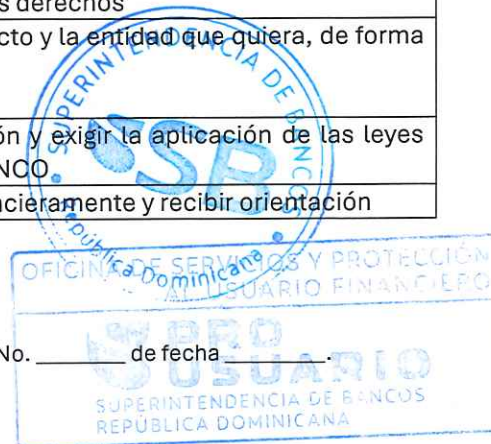 s derechos
cto y la entidad que quiera, de forma
ón y exigir la aplicación de las leyes
NCO
ncieramente y recibir orientación
SUPERINTENDENCIA DE BANCOS
SB
República Dominicana
OFICINA DE SERVICIOS Y PROTECCIÓN
AL USUARIO FINANCIERO
No. ________ de fecha ________.
PRO
USUARIO
SUPERINTENDENCIA DE BANCOS
REPÚBLICA DOMINICANA